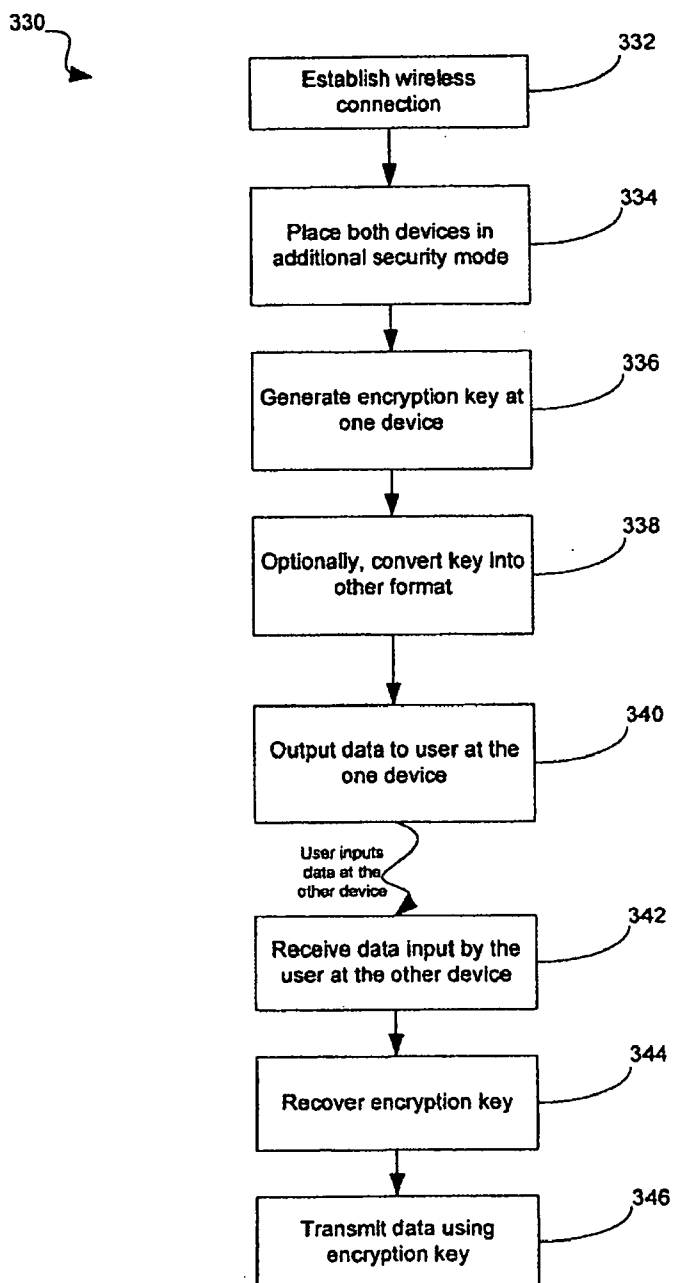 330
332
Establish wireless
connection
334
Place both devices in
additional security mode
336
Generate encryption key at
one device
338
Optionally, convert key into
other format
340
Output data to user at the
one device
User inputs
data at the
other device
342
Receive data input by the
user at the other device
344
Recover encryption key
346
Transmit data using
encryption key